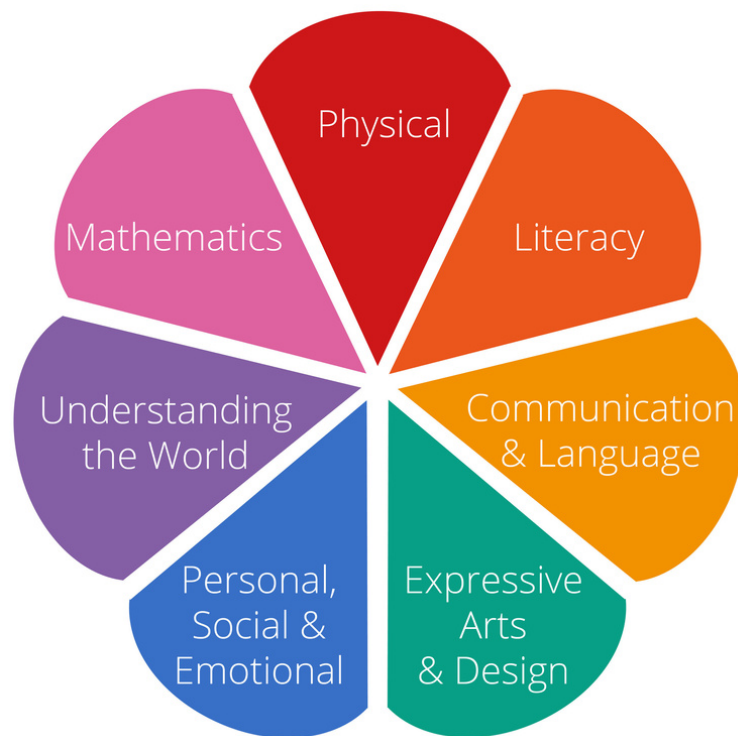 Physical
Literacy
Communication
& Language
Expressive
Arts
& Design
Personal,
Social &
Emotional
Understanding
the World
Mathematics